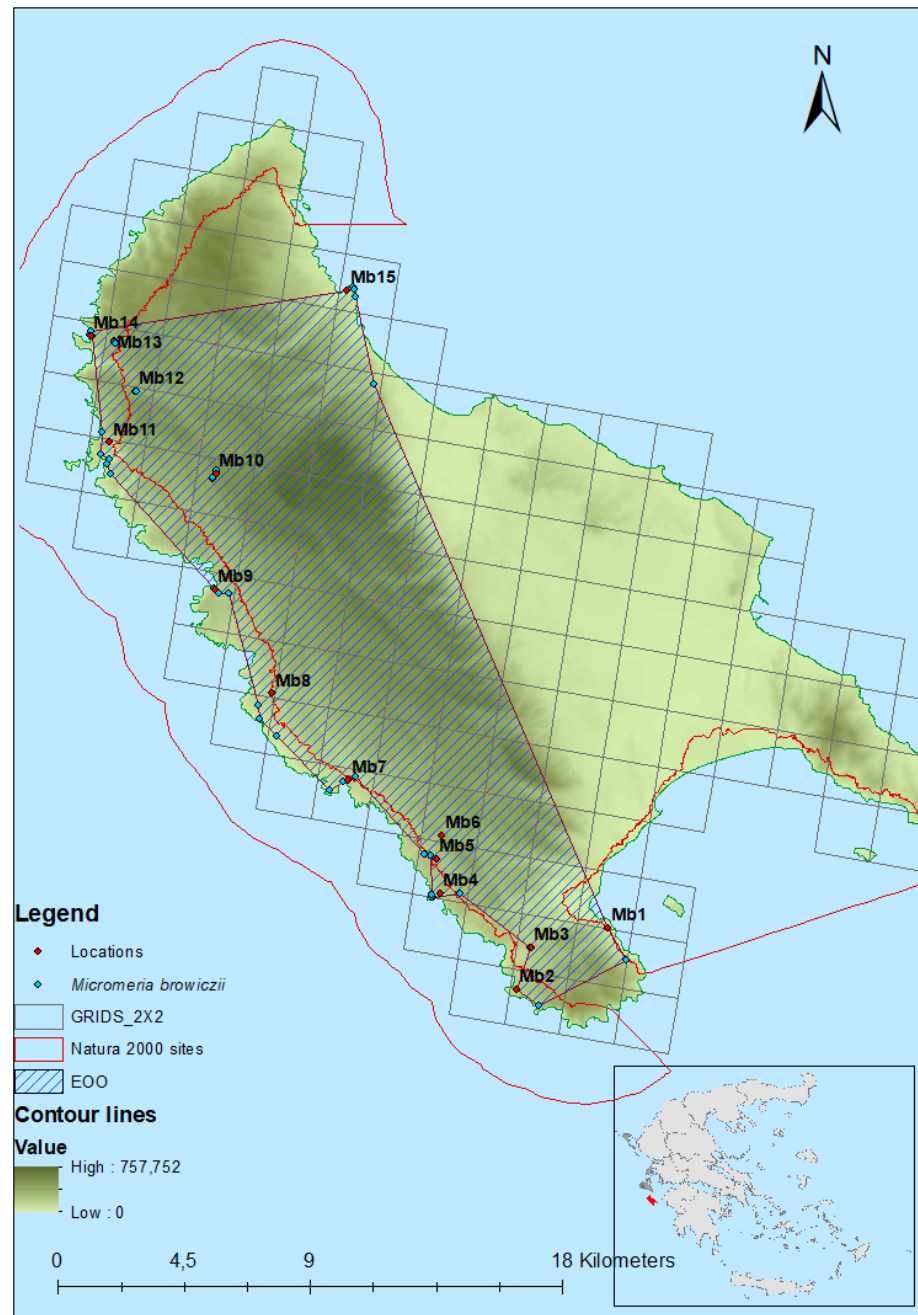 N
Mb15
Mb14
Mb13
Mb12
Mb11
Mb10
Mb9
Mb8
Mb7
Mb6
Mb5
Mb4
Mb1
Mb3
Mb2
Legend
Locations
Micromeria browiczii
GRIDS_2X2
Natura 2000 sites
EOO
Contour lines
Value
High : 757,752
Low : 0
0 4,5 9 18 Kilometers